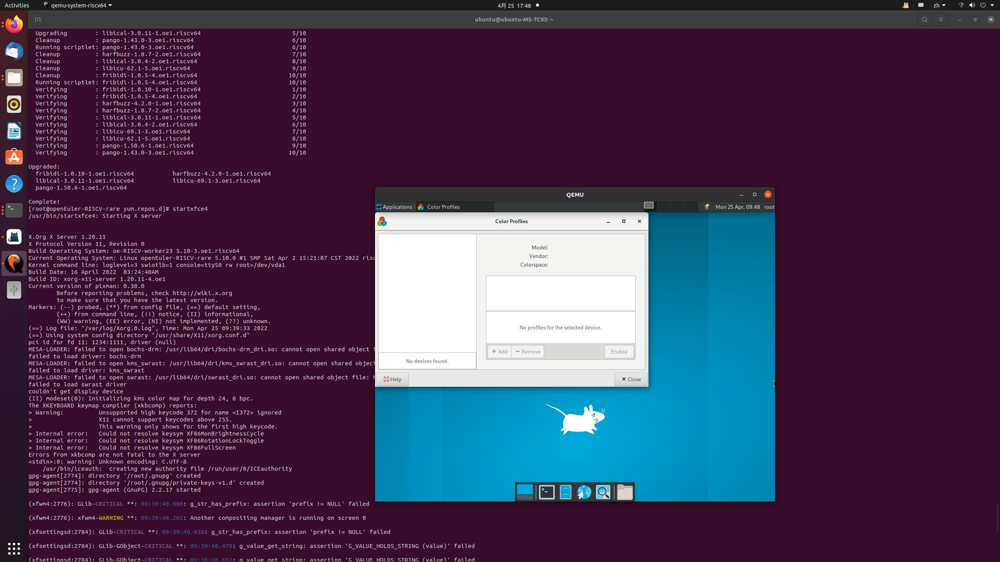 Activities
qemu-system-riscv64
4月 25 17:48
zh
ubuntu@ubuntu-MS-7C83: ~
Upgrading        : libical-3.0.11-1.oe1.riscv64                          5/10
Cleanup          : pango-1.43.0-3.oe1.riscv64                            6/10
Running scriptlet: pango-1.43.0-3.oe1.riscv64                            6/10
Cleanup          : harfbuzz-1.8.7-2.oe1.riscv64                          7/10
Cleanup          : libical-3.0.4-2.oe1.riscv64                           8/10
Cleanup          : libicu-62.1-5.oe1.riscv64                             9/10
Cleanup          : fribidi-1.0.5-4.oe1.riscv64                          10/10
Running scriptlet: fribidi-1.0.5-4.oe1.riscv64                          10/10
Verifying        : fribidi-1.0.10-1.oe1.riscv64                          1/10
Verifying        : fribidi-1.0.5-4.oe1.riscv64                           2/10
Verifying        : harfbuzz-4.2.0-1.oe1.riscv64                          3/10
Verifying        : harfbuzz-1.8.7-2.oe1.riscv64                          4/10
Verifying        : libical-3.0.11-1.oe1.riscv64                          5/10
Verifying        : libical-3.0.4-2.oe1.riscv64                           6/10
Verifying        : libicu-69.1-3.oe1.riscv64                             7/10
Verifying        : libicu-62.1-5.oe1.riscv64                             8/10
Verifying        : pango-1.50.6-1.oe1.riscv64                            9/10
Verifying        : pango-1.43.0-3.oe1.riscv64                           10/10
Upgraded:
fribidi-1.0.10-1.oe1.riscv64           harfbuzz-4.2.0-1.oe1.riscv64
libical-3.0.11-1.oe1.riscv64           libicu-69.1-3.oe1.riscv64
pango-1.50.6-1.oe1.riscv64
Complete!
[root@openEuler-RISCV-rare yum.repos.d]# startxfce4
/usr/bin/startxfce4: Starting X server
X.Org X Server 1.20.11
X Protocol Version 11, Revision 0
Build Operating System: oe-RISCV-worker23 5.10-3.oe1.riscv64
Current Operating System: Linux openEuler-RISCV-rare 5.10.0 #1 SMP Sat Apr 2 15:21:07 CST 2022 risc
Kernel command line: loglevel=3 swiotlb=1 console=ttyS0 rw root=/dev/vda1
Build Date: 16 April 2022  03:24:40AM
Build ID: xorg-x11-server 1.20.11-4.oe1
Current version of pixman: 0.38.0
Before reporting problems, check http://wiki.x.org
to make sure that you have the latest version.
Markers: (--) probed, (**) from config file, (==) default setting,
(++) from command line, (!!) notice, (II) informational,
(WW) warning, (EE) error, (NI) not implemented, (??) unknown.
(==) Log file: "/var/log/Xorg.0.log", Time: Mon Apr 25 09:39:33 2022
(==) Using system config directory "/usr/share/X11/xorg.conf.d"
pci id for fd 11: 1234:1111, driver (null)
MESA-LOADER: failed to open bochs-drm: /usr/lib64/dri/bochs-drm_dri.so: cannot open shared object f
failed to load driver: bochs-drm
MESA-LOADER: failed to open kms_swrast: /usr/lib64/dri/kms_swrast_dri.so: cannot open shared object
failed to load driver: kms_swrast
MESA-LOADER: failed to open swrast: /usr/lib64/dri/swrast_dri.so: cannot open shared object file: N
failed to load swrast driver
couldn't get display device
(II) modeset(0): Initializing kms color map for depth 24, 8 bpc.
The XKEYBOARD keymap compiler (xkbcomp) reports:
> Warning:          Unsupported high keycode 372 for name <I372> ignored
>                   X11 cannot support keycodes above 255.
>                   This warning only shows for the first high keycode.
> Internal error:   Could not resolve keysym XF86MonBrightnessCycle
> Internal error:   Could not resolve keysym XF86RotationLockToggle
> Internal error:   Could not resolve keysym XF86FullScreen
Errors from xkbcomp are not fatal to the X server
<stdin>:0: warning: Unknown encoding: C.UTF-8
/usr/bin/iceauth:  creating new authority file /run/user/0/ICEauthority
gpg-agent[2774]: directory '/root/.gnupg' created
gpg-agent[2774]: directory '/root/.gnupg/private-keys-v1.d' created
gpg-agent[2775]: gpg-agent (GnuPG) 2.2.17 started
(xfwm4:2776): GLib-CRITICAL **: 09:39:40.806: g_str_has_prefix: assertion 'prefix != NULL' failed
(xfwm4:2776): xfwm4-WARNING **: 09:39:48.262: Another compositing manager is running on screen 0
(xfsettingsd:2784): GLib-CRITICAL **: 09:39:48.438: g_str_has_prefix: assertion 'prefix != NULL' failed
(xfsettingsd:2784): GLib-GObject-CRITICAL **: 09:39:48.470: g_value_get_string: assertion 'G_VALUE_HOLDS_STRING (value)' failed
(xfsettingsd:2784): GLib-GObject-CRITICAL **: 09:39:48.652: g_value_get_string: assertion 'G_VALUE_HOLDS_STRING (value)' failed
QEMU
Applications
Color Profiles
Mon 25 Apr, 09:48
root
Color Profiles
Model:
Vendor:
Colorspace:
No profiles for the selected device.
Add
Remove
Enable
No devices found.
Help
Close